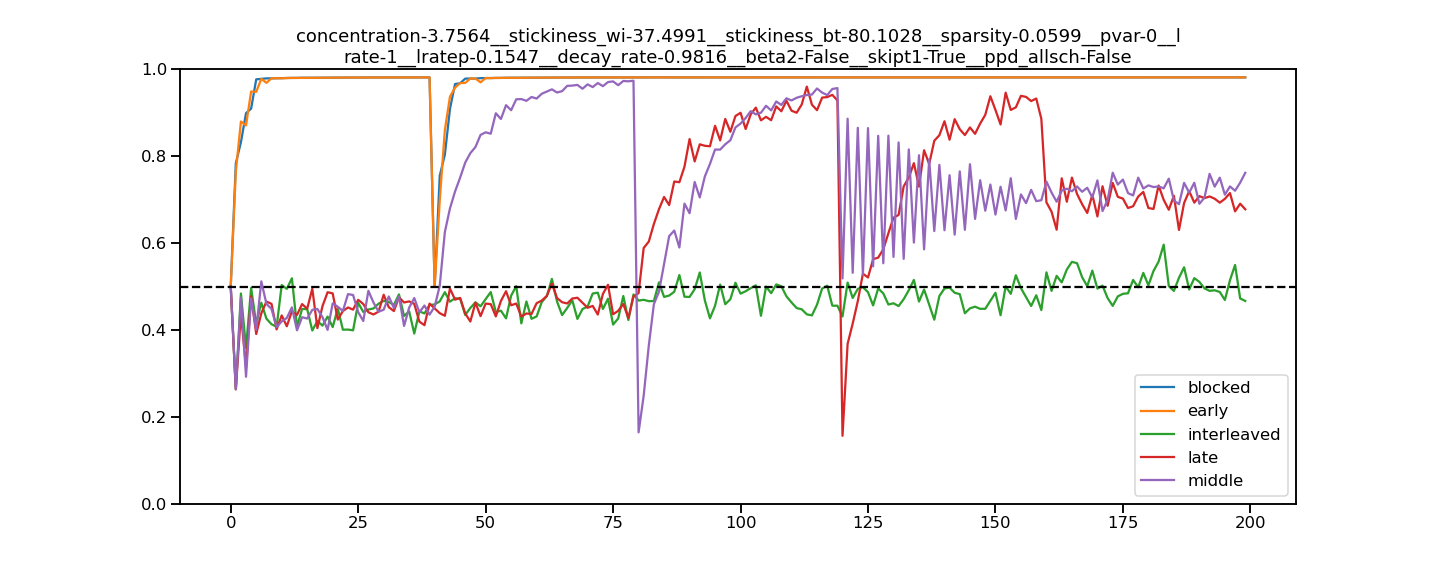 concentration-3.7564__stickiness_wi-37.4991__stickiness_bt-80.1028__sparsity-0.0599__pvar-0__l
rate-1__lratep-0.1547__decay_rate-0.9816__beta2-False__skipt1-True__ppd_allsch-False
1.0
0.8
0.6
0.4
0.2
0.0
0 25 50 75 100 125 150 175 200
blocked
early
interleaved
late
middle